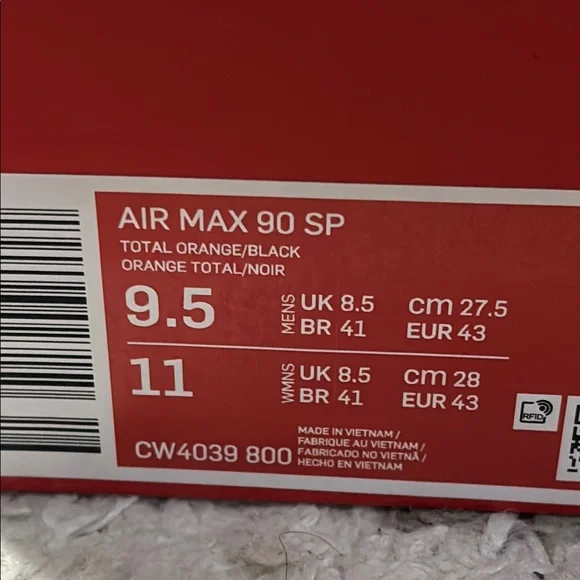 AIR MAX 90 SP
TOTAL ORANGE/BLACK
ORANGE TOTAL/NOIR
9.5 MENS UK 8.5 cm 27.5
BR 41 EUR 43
11 WMNS UK 8.5 cm 28
BR 41 EUR 43
CW4039 800
MADE IN VIETNAM /
FABRIQUE AU VIETNAM /
FABRICADO NO VIETNÃ /
HECHO EN VIETNAM
RFID